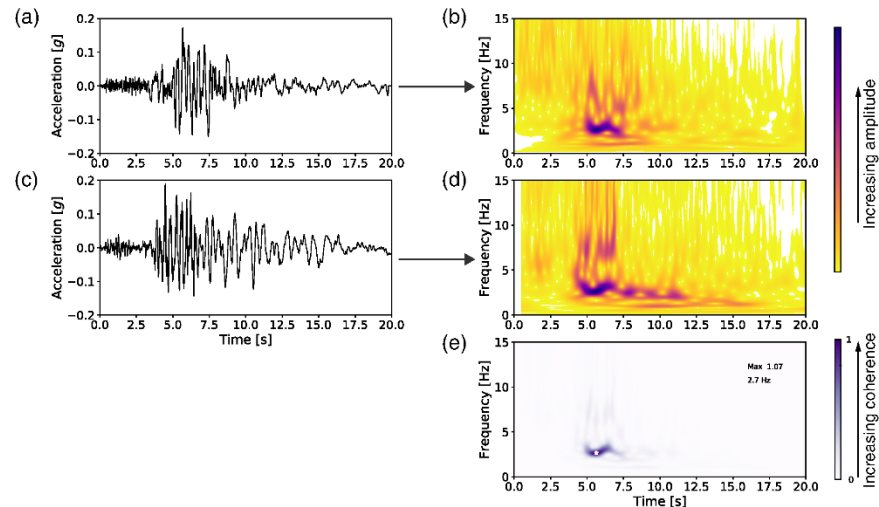 (a)
Acceleration [g]
0.2
0.1
0.0
−0.1
−0.2
0.0 2.5 5.0 7.5 10.0 12.5 15.0 17.5 20.0
(b)
Frequency [Hz]
15
10
5
0
0.0 2.5 5.0 7.5 10.0 12.5 15.0 17.5 20.0
Increasing amplitude
(c)
Acceleration [g]
0.2
0.1
0.0
−0.1
−0.2
0.0 2.5 5.0 7.5 10.0 12.5 15.0 17.5 20.0
Time [s]
(d)
Frequency [Hz]
15
10
5
0
0.0 2.5 5.0 7.5 10.0 12.5 15.0 17.5 20.0
(e)
Frequency [Hz]
15
10
5
0
Max 1.07
2.7 Hz
0.0 2.5 5.0 7.5 10.0 12.5 15.0 17.5 20.0
Time [s]
1
0
Increasing coherence